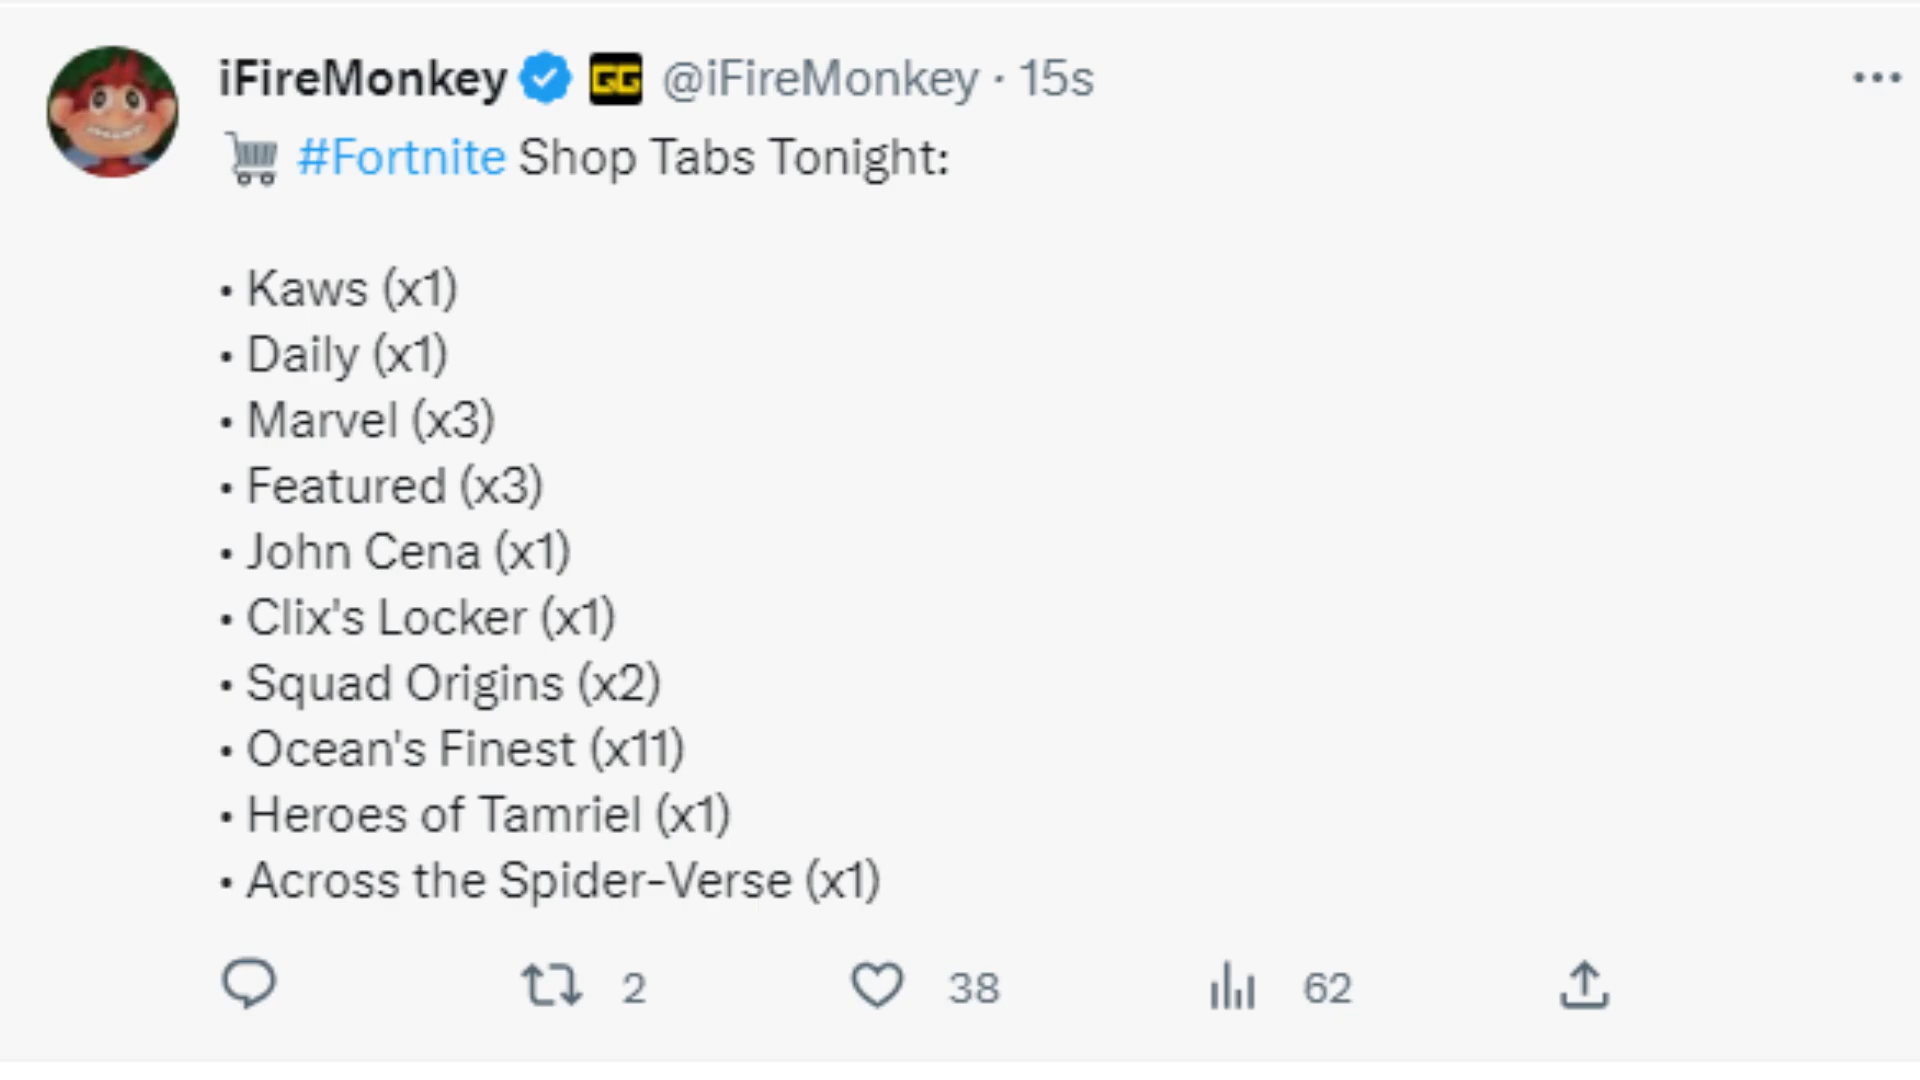 iFireMonkey GG @iFireMonkey · 15s
#Fortnite Shop Tabs Tonight:
• Kaws (x1)
• Daily (x1)
• Marvel (x3)
• Featured (x3)
• John Cena (x1)
• Clix's Locker (x1)
• Squad Origins (x2)
• Ocean's Finest (x11)
• Heroes of Tamriel (x1)
• Across the Spider-Verse (x1)
2 38 62